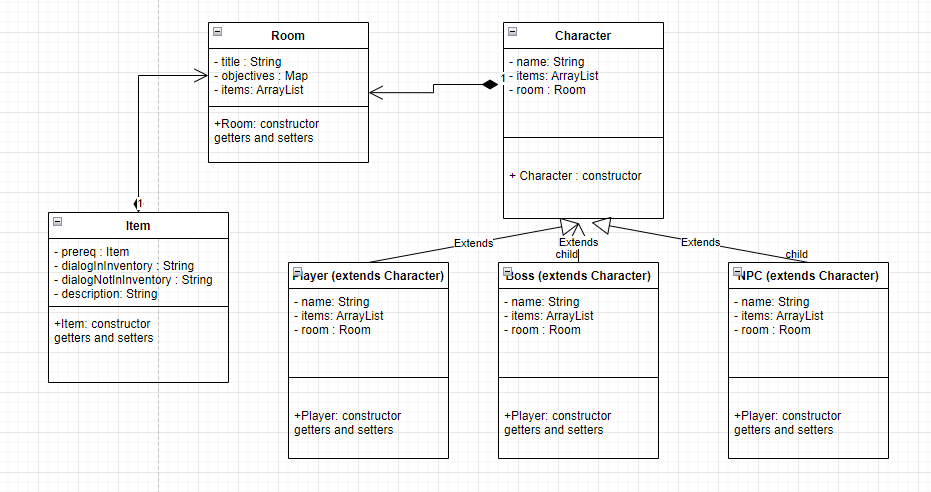 Room
- title : String
- objectives : Map
- items: ArrayList
+Room: constructor
getters and setters
Character
- name: String
- items: ArrayList
- room : Room
+ Character : constructor
1
1
Item
- prereq : Item
- dialogInInventory : String
- dialogNotInInventory : String
- description: String
+Item: constructor
getters and setters
Extends
Extends
Extends
child
child
Player (extends Character)
- name: String
- items: ArrayList
- room : Room
+Player: constructor
getters and setters
Boss (extends Character)
- name: String
- items: ArrayList
- room : Room
+Player: constructor
getters and setters
NPC (extends Character)
- name: String
- items: ArrayList
- room : Room
+Player: constructor
getters and setters